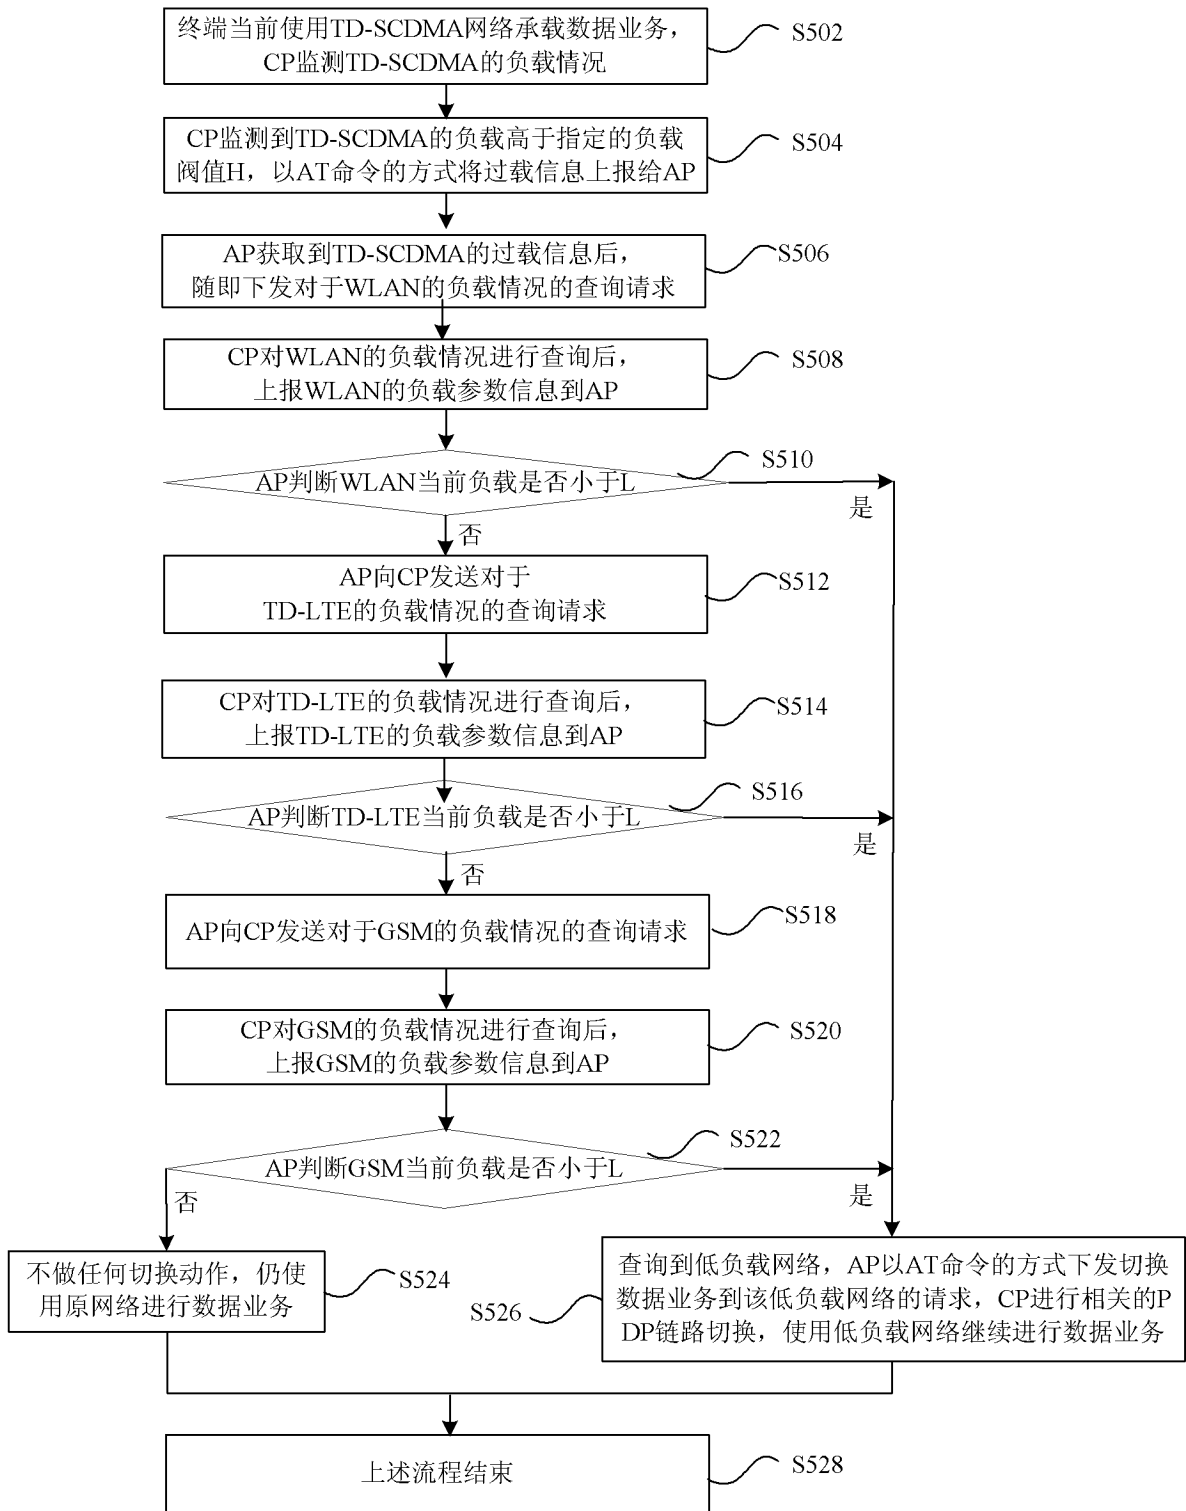 终端当前使用TD-SCDMA网络承载数据业务，
CP监测TD-SCDMA的负载情况
S502
CP监测到TD-SCDMA的负载高于指定的负载
阀值H，以AT命令的方式将过载信息上报给AP
S504
AP获取到TD-SCDMA的过载信息后，
随即下发对于WLAN的负载情况的查询请求
S506
CP对WLAN的负载情况进行查询后，
上报WLAN的负载参数信息到AP
S508
AP判断WLAN当前负载是否小于L
S510
是
否
AP向CP发送对于
TD-LTE的负载情况的查询请求
S512
CP对TD-LTE的负载情况进行查询后，
上报TD-LTE的负载参数信息到AP
S514
AP判断TD-LTE当前负载是否小于L
S516
是
否
AP向CP发送对于GSM的负载情况的查询请求
S518
CP对GSM的负载情况进行查询后，
上报GSM的负载参数信息到AP
S520
AP判断GSM当前负载是否小于L
S522
是
否
不做任何切换动作，仍使
用原网络进行数据业务
S524
查询到低负载网络，AP以AT命令的方式下发切换
数据业务到该低负载网络的请求，CP进行相关的P
DP链路切换，使用低负载网络继续进行数据业务
S526
上述流程结束
S528